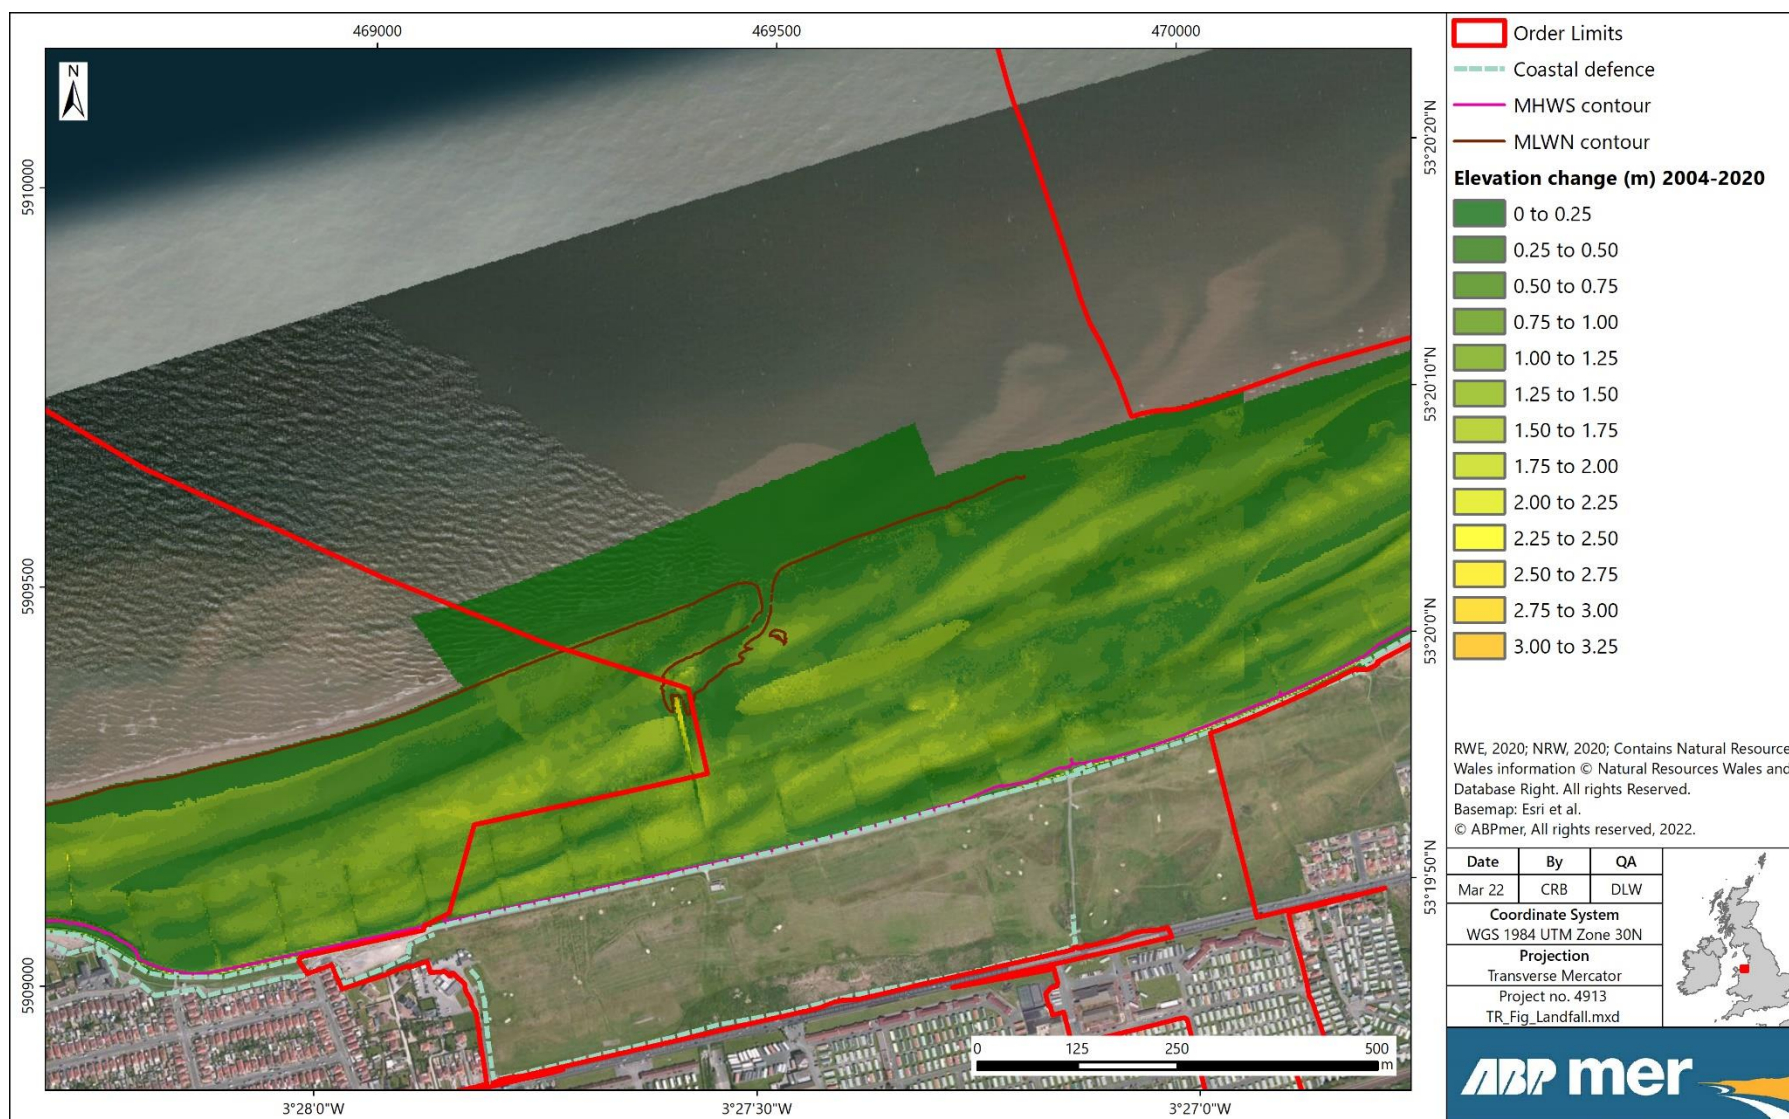 469000
469500
470000
N
5910000
5909500
5909000
53°20'20"N
53°20'10"N
53°20'0"N
53°19'50"N
3°28'0"W
3°27'30"W
3°27'0"W
0 125 250 500
m
Order Limits
Coastal defence
MHWS contour
MLWN contour
Elevation change (m) 2004-2020
0 to 0.25
0.25 to 0.50
0.50 to 0.75
0.75 to 1.00
1.00 to 1.25
1.25 to 1.50
1.50 to 1.75
1.75 to 2.00
2.00 to 2.25
2.25 to 2.50
2.50 to 2.75
2.75 to 3.00
3.00 to 3.25
RWE, 2020; NRW, 2020; Contains Natural Resource
Wales information © Natural Resources Wales and
Database Right. All rights Reserved.
Basemap: Esri et al.
© ABPmer, All rights reserved, 2022.
Date By QA
Mar 22 CRB DLW
Coordinate System
WGS 1984 UTM Zone 30N
Projection
Transverse Mercator
Project no. 4913
TR_Fig_Landfall.mxd
ABPmer